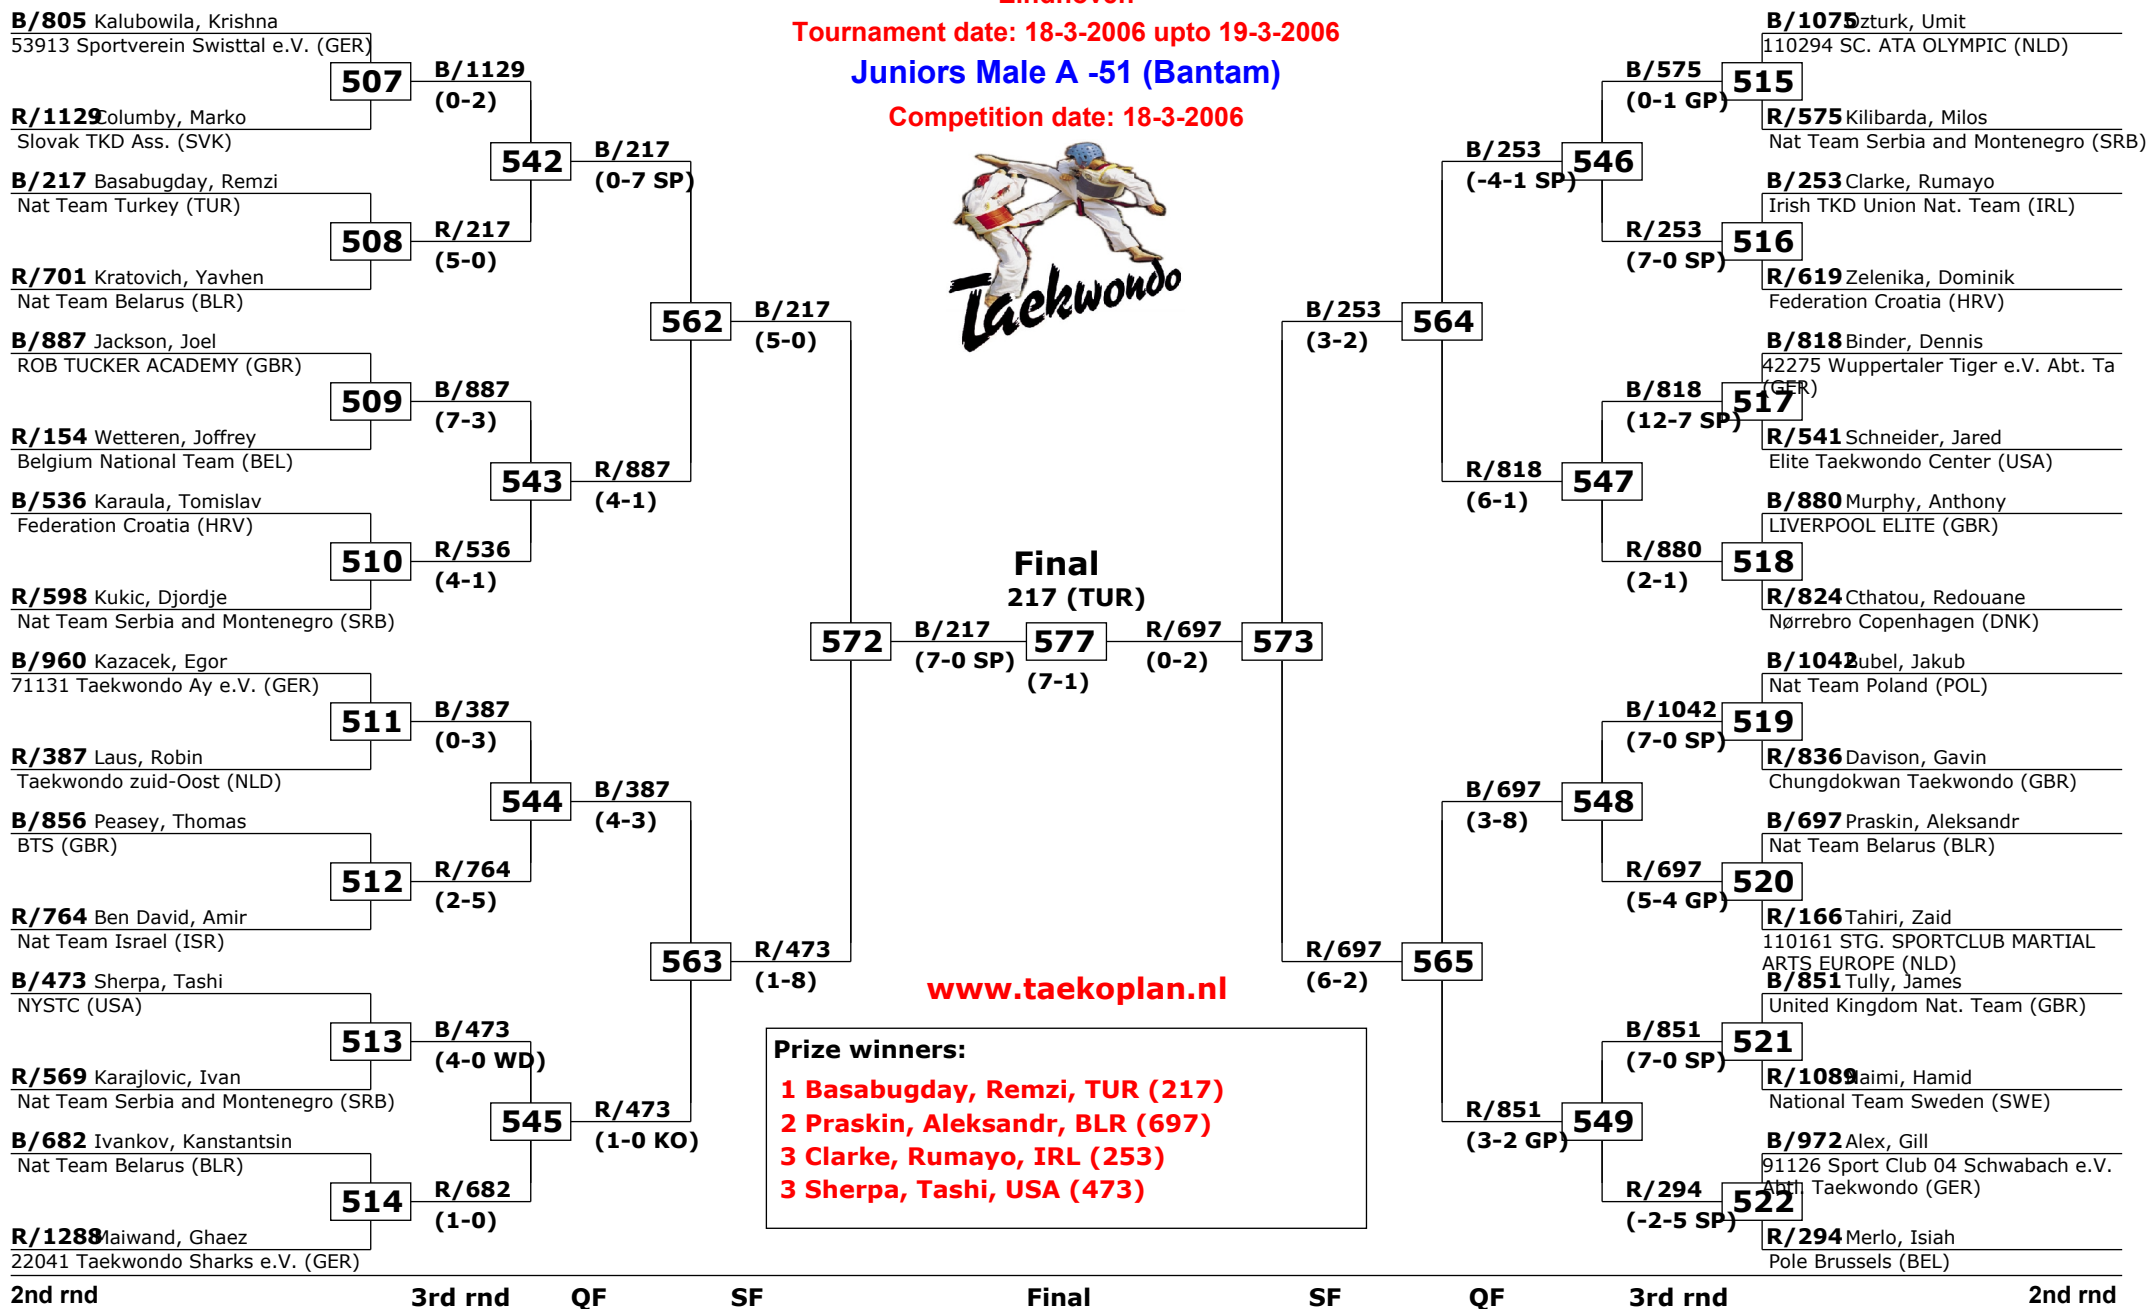 Eindhoven
Tournament date: 18-3-2006 upto 19-3-2006
Juniors Male A -51 (Bantam)
Competition date: 18-3-2006
Taekwondo
B/805 Kalubowila, Krishna
53913 Sportverein Swisttal e.V. (GER)
507
R/1129 Columby, Marko
Slovak TKD Ass. (SVK)
B/217 Basabugday, Remzi
Nat Team Turkey (TUR)
508
R/701 Kratovich, Yavhen
Nat Team Belarus (BLR)
B/887 Jackson, Joel
ROB TUCKER ACADEMY (GBR)
509
R/154 Wetteren, Joffrey
Belgium National Team (BEL)
B/536 Karaula, Tomislav
Federation Croatia (HRV)
510
R/598 Kukic, Djordje
Nat Team Serbia and Montenegro (SRB)
B/960 Kazacek, Egor
71131 Taekwondo Ay e.V. (GER)
511
R/387 Laus, Robin
Taekwondo zuid-Oost (NLD)
B/856 Peasey, Thomas
BTS (GBR)
512
R/764 Ben David, Amir
Nat Team Israel (ISR)
B/473 Sherpa, Tashi
NYSTC (USA)
513
R/569 Karajlovic, Ivan
Nat Team Serbia and Montenegro (SRB)
B/682 Ivankov, Kanstantsin
Nat Team Belarus (BLR)
514
R/1288 Maiwand, Ghaez
22041 Taekwondo Sharks e.V. (GER)
B/1129
(0-2)
542
R/217
(5-0)
B/887
(7-3)
543
R/536
(4-1)
B/387
(0-3)
544
R/764
(2-5)
B/473
(4-0 WD)
545
R/682
(1-0)
B/217
(0-7 SP)
562
R/887
(4-1)
B/387
(4-3)
563
R/473
(1-0 KO)
B/217
(5-0)
572
R/473
(1-8)
Final
217 (TUR)
B/217
(7-0 SP)
577
(7-1)
R/697
(0-2)
573
B/253
(3-2)
564
R/697
(6-2)
565
B/253
(-4-1 SP)
546
R/818
(6-1)
547
B/697
(3-8)
548
R/851
(3-2 GP)
549
B/575
(0-1 GP)
515
R/253
(7-0 SP)
516
B/818
(12-7 SP)
517
R/880
(2-1)
518
B/1042
(7-0 SP)
519
R/697
(5-4 GP)
520
B/851
(7-0 SP)
521
R/294
(-2-5 SP)
522
B/1075 Ozturk, Umit
110294 SC. ATA OLYMPIC (NLD)
R/575 Kilibarda, Milos
Nat Team Serbia and Montenegro (SRB)
B/253 Clarke, Rumayo
Irish TKD Union Nat. Team (IRL)
R/619 Zelenika, Dominik
Federation Croatia (HRV)
B/818 Binder, Dennis
42275 Wuppertaler Tiger e.V. Abt. Ta
(GER)
R/541 Schneider, Jared
Elite Taekwondo Center (USA)
B/880 Murphy, Anthony
LIVERPOOL ELITE (GBR)
R/824 Cthatou, Redouane
Nørrebro Copenhagen (DNK)
B/1042 Bubel, Jakub
Nat Team Poland (POL)
R/836 Davison, Gavin
Chungdokwan Taekwondo (GBR)
B/697 Praskin, Aleksandr
Nat Team Belarus (BLR)
R/166 Tahiri, Zaid
110161 STG. SPORTCLUB MARTIAL
ARTS EUROPE (NLD)
B/851 Tully, James
United Kingdom Nat. Team (GBR)
R/1089 Naimi, Hamid
National Team Sweden (SWE)
B/972 Alex, Gill
91126 Sport Club 04 Schwabach e.V.
Abtl. Taekwondo (GER)
R/294 Merlo, Isiah
Pole Brussels (BEL)
www.taekoplan.nl
Prize winners:
1 Basabugday, Remzi, TUR (217)
2 Praskin, Aleksandr, BLR (697)
3 Clarke, Rumayo, IRL (253)
3 Sherpa, Tashi, USA (473)
2nd rnd 3rd rnd QF SF Final SF QF 3rd rnd 2nd rnd